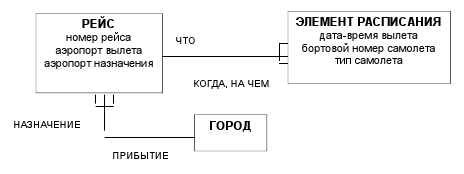 РЕЙС
номер рейса
аэропорт вылета
аэропорт назначения
ЧТО
ЭЛЕМЕНТ РАСПИСАНИЯ
дата-время вылета
бортовой номер самолета
тип самолета
КОГДА, НА ЧЕМ
НАЗНАЧЕНИЕ
ГОРОД
ПРИБЫТИЕ